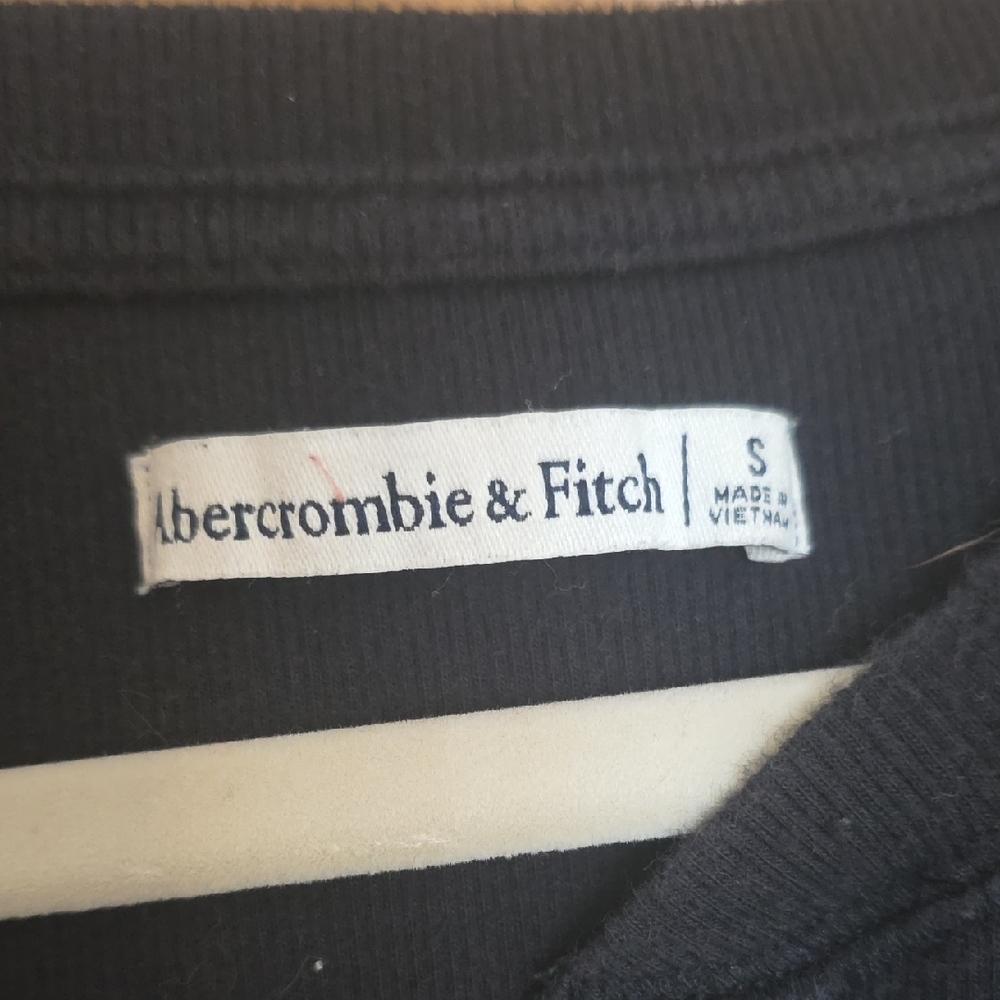 Abercrombie & Fitch | S
MADE IN
VIETNAM